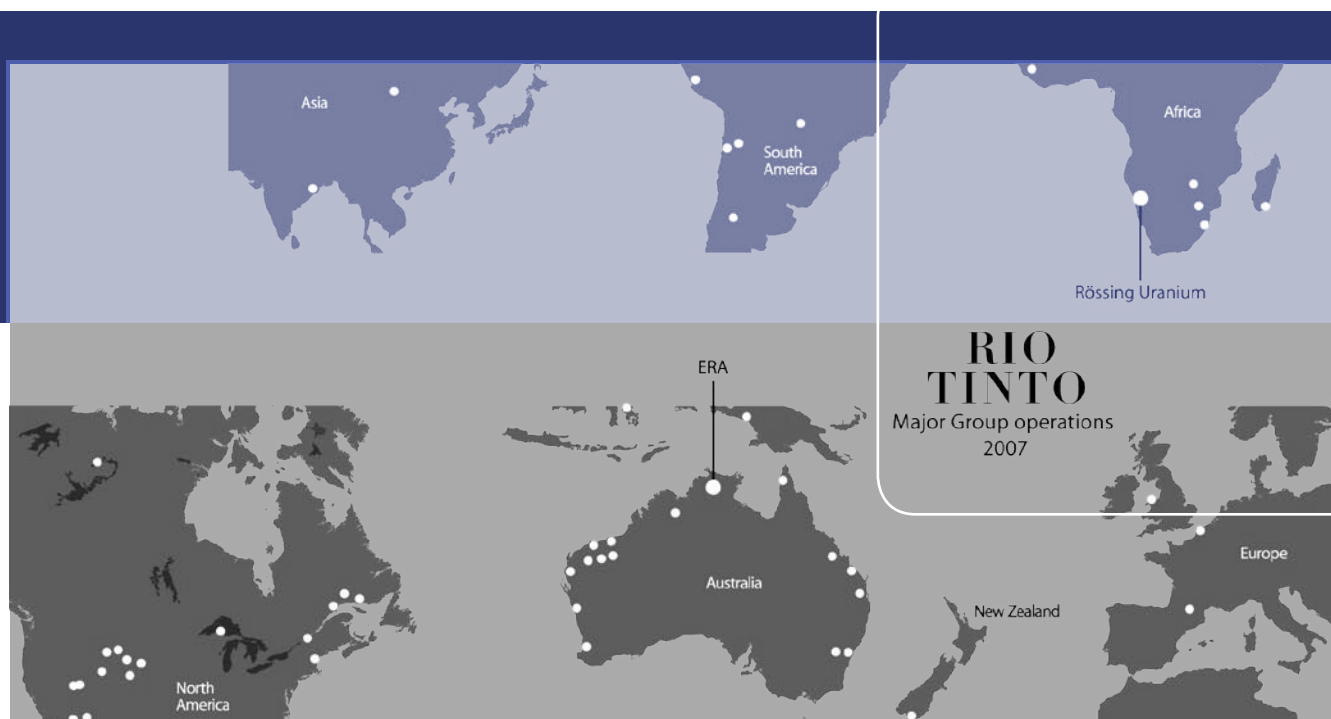 Asia
South
America
Africa
Rössing Uranium
RIO
TINTO
Major Group operations
2007
ERA
Australia
New Zealand
Europe
North
America